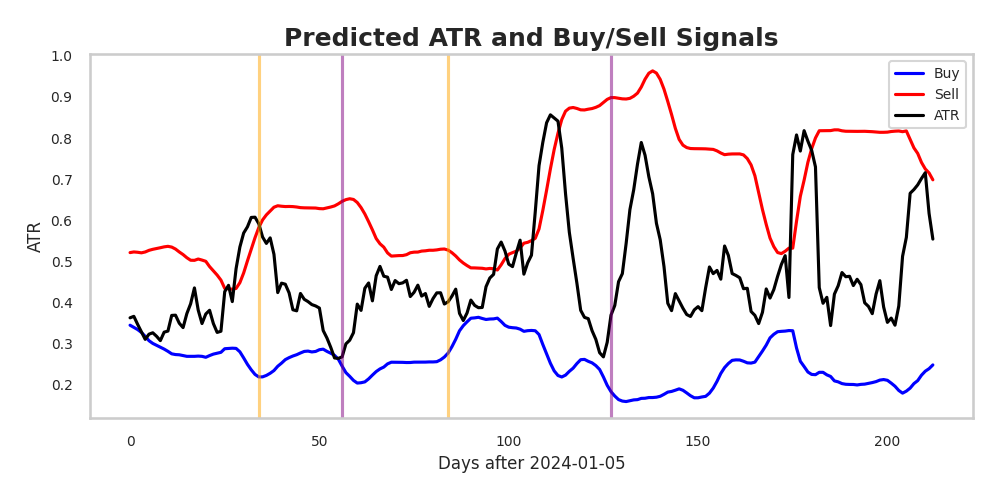 Predicted ATR and Buy/Sell Signals
1.0
0.9
0.8
0.7
0.6
0.5
0.4
0.3
0.2
ATR
Buy
Sell
ATR
0 50 100 150 200
Days after 2024-01-05